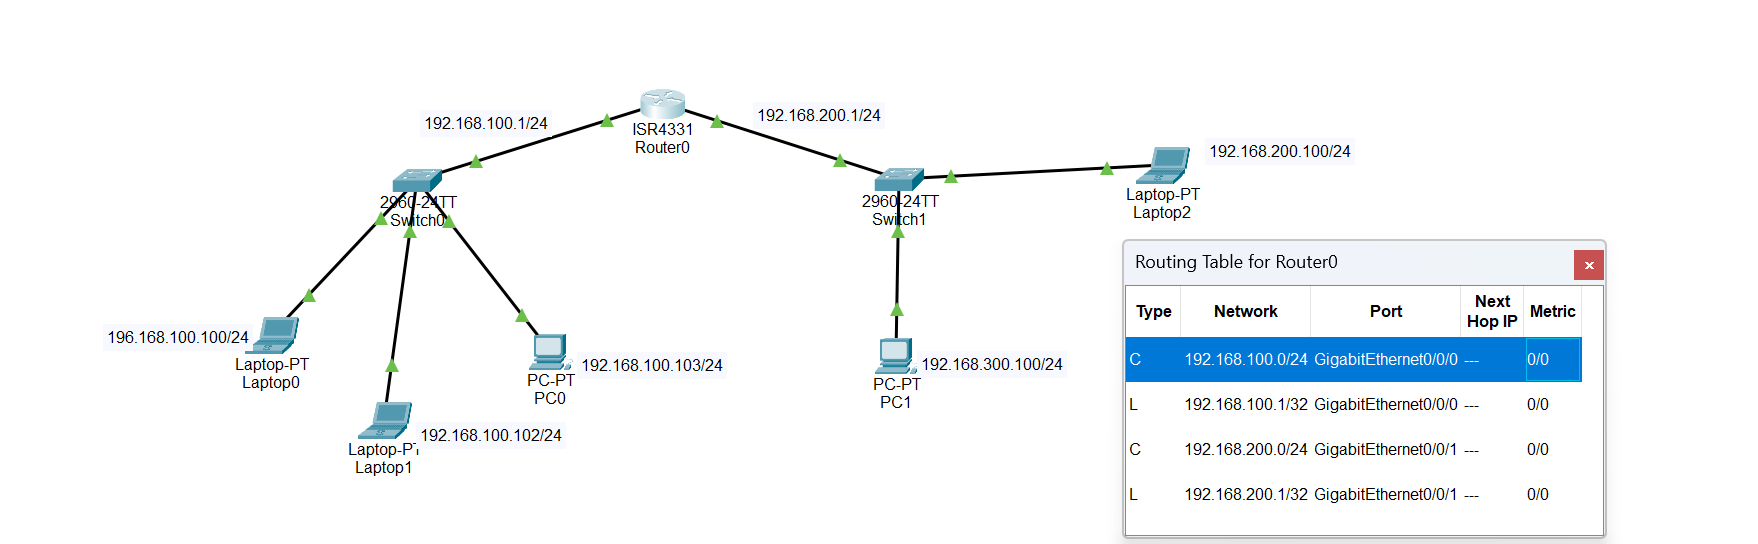 192.168.100.1/24
ISR4331
Router0
192.168.200.1/24
2960-24TT
Switch0
2960-24TT
Switch1
192.168.200.100/24
Laptop-PT
Laptop2
196.168.100.100/24
Laptop-PT
Laptop0
192.168.100.103/24
PC-PT
PC0
192.168.300.100/24
PC-PT
PC1
192.168.100.102/24
Laptop-PT
Laptop1
Routing Table for Router0
x
Type Network Port Next Hop IP Metric
C 192.168.100.0/24 GigabitEthernet0/0/0 --- 0/0
L 192.168.100.1/32 GigabitEthernet0/0/0 --- 0/0
C 192.168.200.0/24 GigabitEthernet0/0/1 --- 0/0
L 192.168.200.1/32 GigabitEthernet0/0/1 --- 0/0